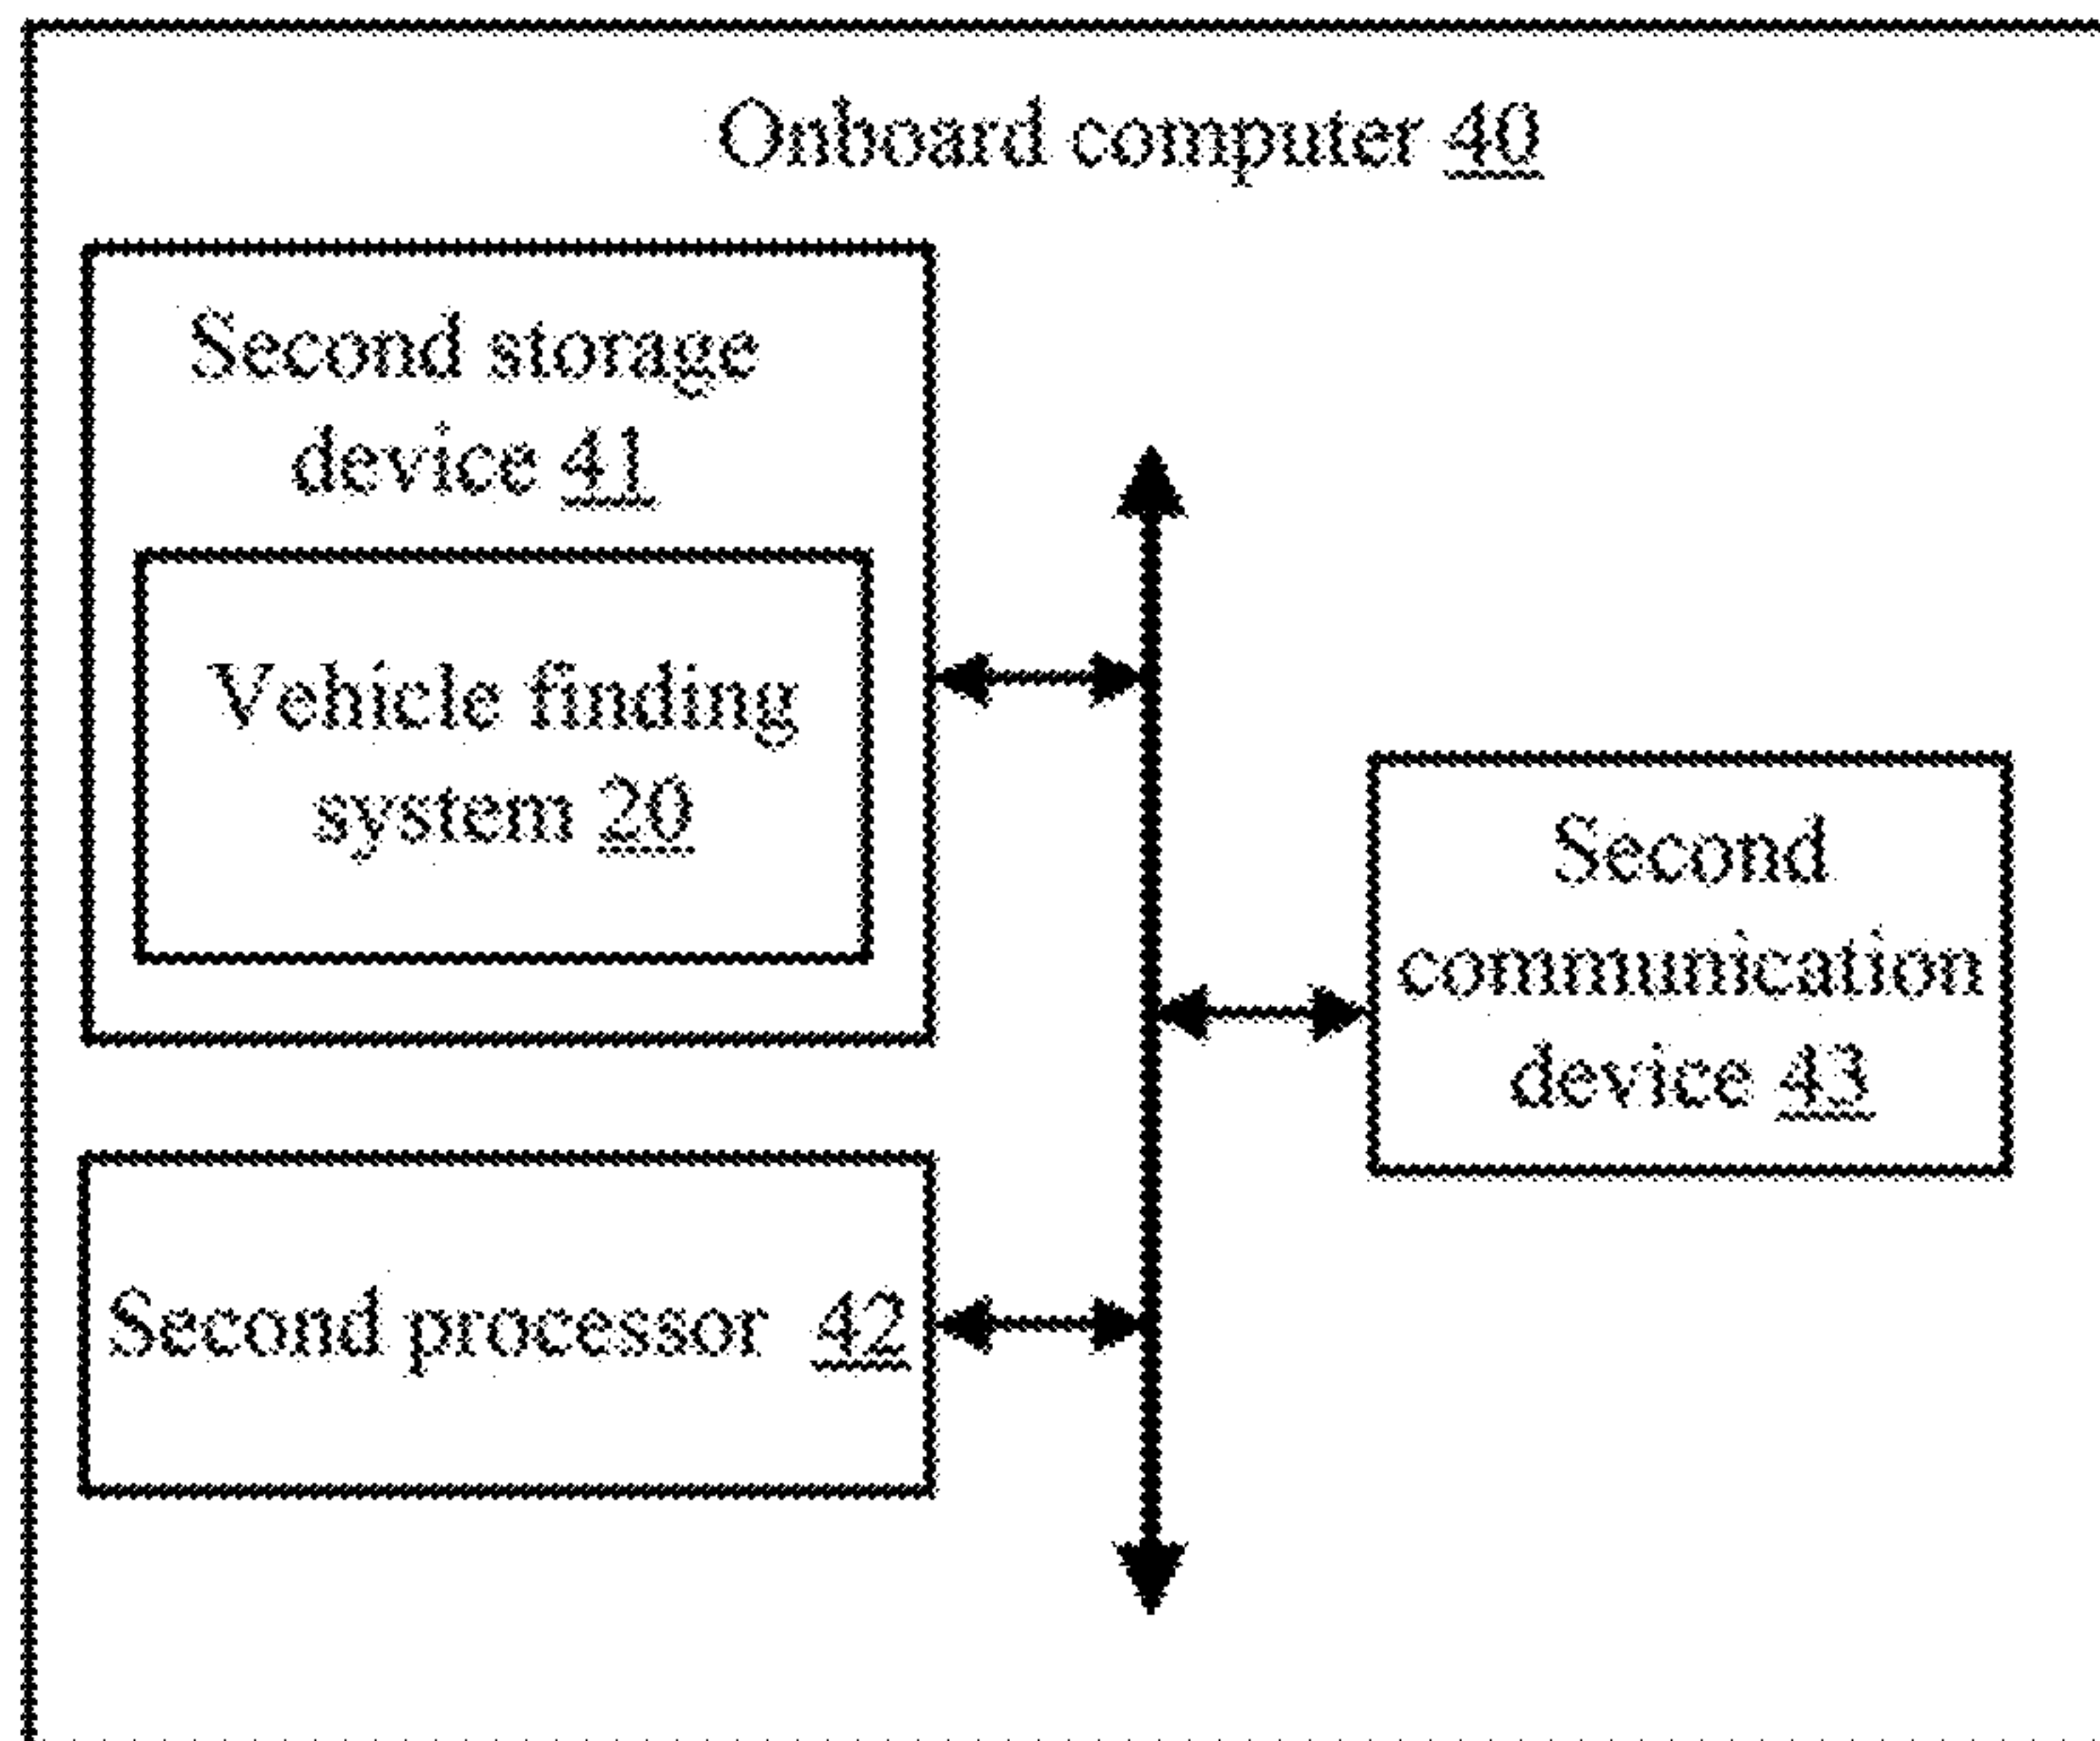 Onboard computer 40
Second storage
device 41
Vehicle finding
system 20
Second
communication
device 43
Second processor 42